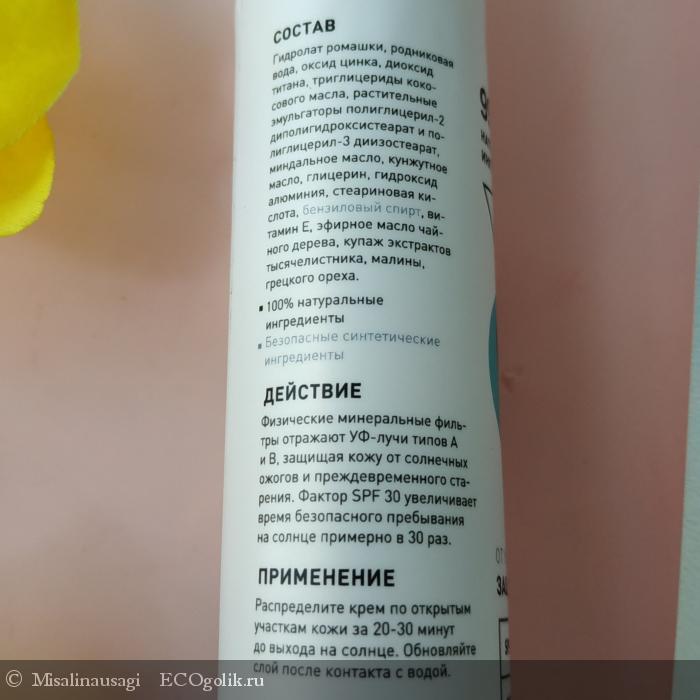 СОСТАВ
Гидролат ромашки, родниковая
вода, оксид цинка, диоксид
титана, триглицериды коко-
сового масла, растительные
эмульгаторы полиглицерил-2
диполигидроксистеарат и по-
лиглицерил-3 диизостеарат,
миндальное масло, кунжутное
масло, глицерин, гидроксид
алюминия, стеариновая ки-
слота, бензиловый спирт, ви-
тамин Е, эфирное масло чай-
ного дерева, купаж экстрактов
тысячелистника, малины,
грецкого ореха.
▪ 100% натуральные
ингредиенты
▪ Безопасные синтетические
ингредиенты
ДЕЙСТВИЕ
Физические минеральные филь-
тры отражают УФ-лучи типов А
и В, защищая кожу от солнечных
ожогов и преждевременного ста-
рения. Фактор SPF 30 увеличивает
время безопасного пребывания
на солнце примерно в 30 раз.
ПРИМЕНЕНИЕ
Распределите крем по открытым
участкам кожи за 20-30 минут
до выхода на солнце. Обновляйте
слой после контакта с водой.
© Misalinausagi ECOgolik.ru